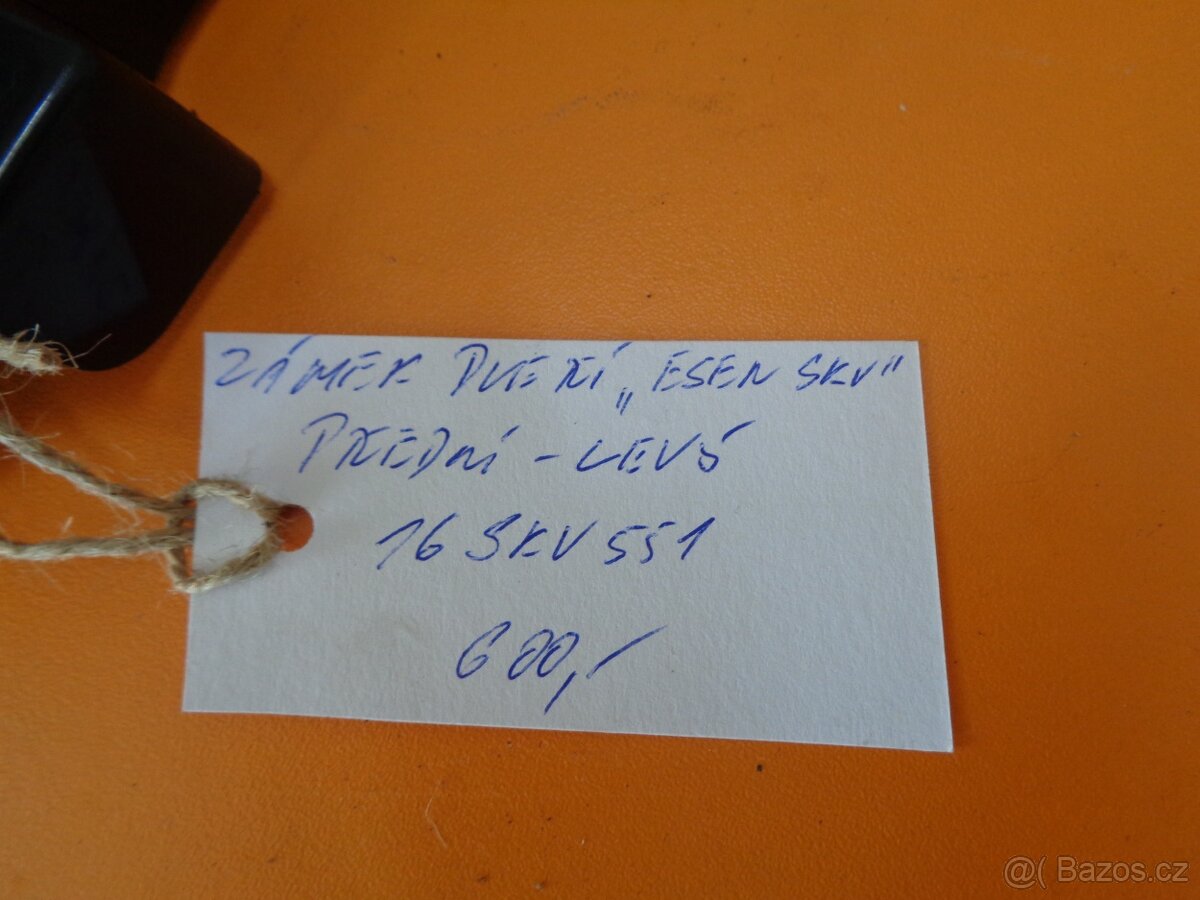 ZÁMEK DVEŘÍ „ESEN SKV"
PŘEDNÍ - LEVÝ
16 SKV 551
600,-
@( Bazos.cz